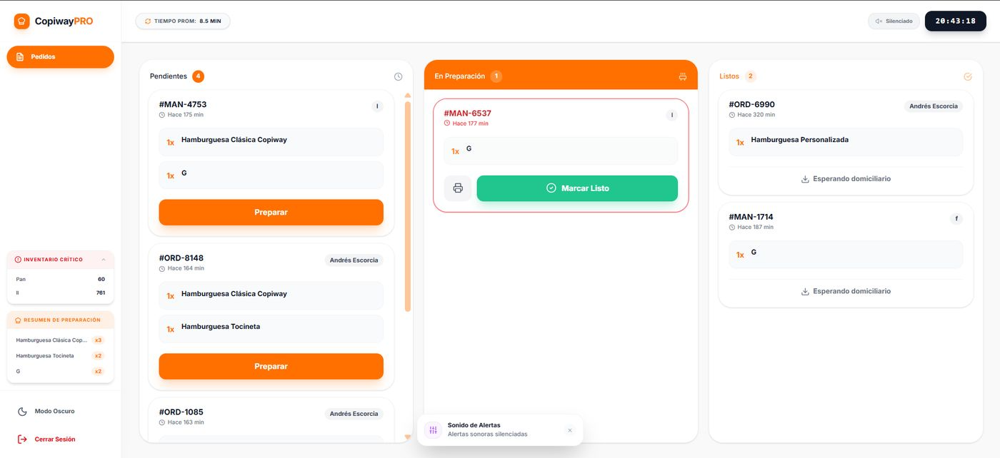 CopiwayPRO
TIEMPO PROM: 8.5 MIN
Silenciado
20:43:18
Pedidos
INVENTARIO CRÍTICO
Pan 60
RESUMEN DE PREPARACIÓN
Hamburguesa Clásica Cop... x3
Hamburguesa Tocineta x2
G x2
Modo Oscuro
Cerrar Sesión
Pendientes 4
#MAN-4753 I
Hace 175 min
1x Hamburguesa Clásica Copiway
1x G
Preparar
#ORD-8148 Andrés Escorcia
Hace 164 min
1x Hamburguesa Clásica Copiway
1x Hamburguesa Tocineta
Preparar
#ORD-1085 Andrés Escorcia
Hace 163 min
En Preparación 1
#MAN-6537 I
Hace 177 min
1x G
Marcar Listo
Listos 2
#ORD-6990 Andrés Escorcia
Hace 320 min
1x Hamburguesa Personalizada
Esperando domiciliario
#MAN-1714 f
Hace 187 min
1x G
Esperando domiciliario
Sonido de Alertas
Alertas sonoras silenciadas
761